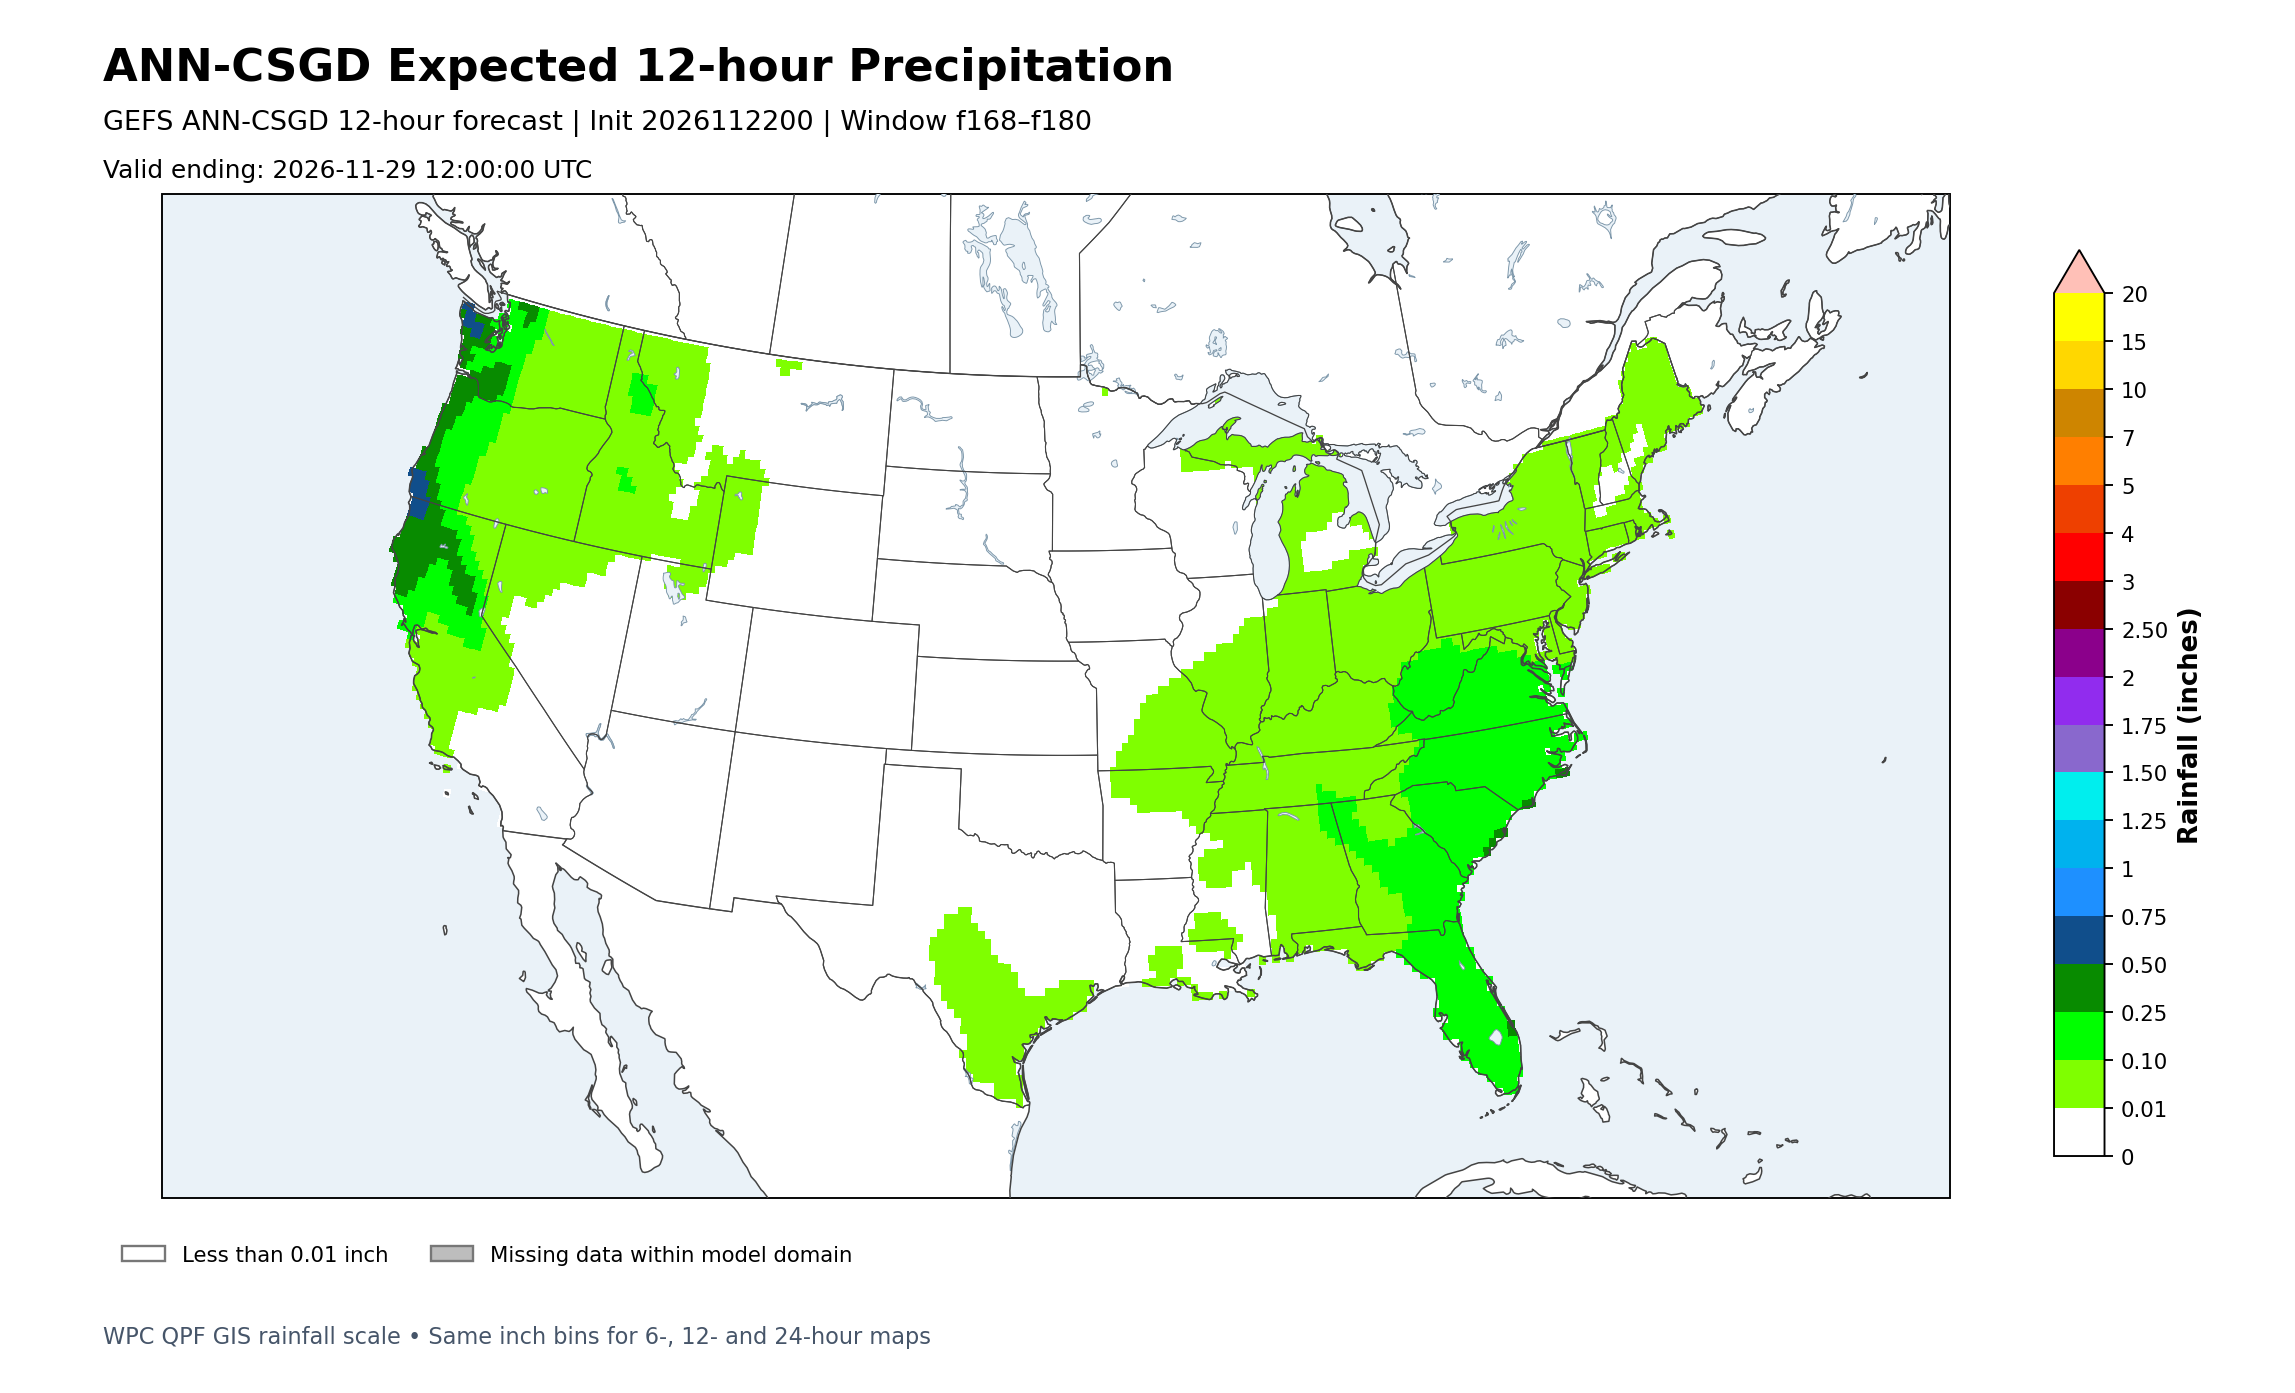 ANN-CSGD Expected 12-hour Precipitation
GEFS ANN-CSGD 12-hour forecast | Init 2026112200 | Window f168–f180
Valid ending: 2026-11-29 12:00:00 UTC
20
15
10
7
5
4
3
2.50
2
1.75
1.50
1.25
1
0.75
0.50
0.25
0.10
0.01
0
Rainfall (inches)
Less than 0.01 inch
Missing data within model domain
WPC QPF GIS rainfall scale • Same inch bins for 6-, 12- and 24-hour maps